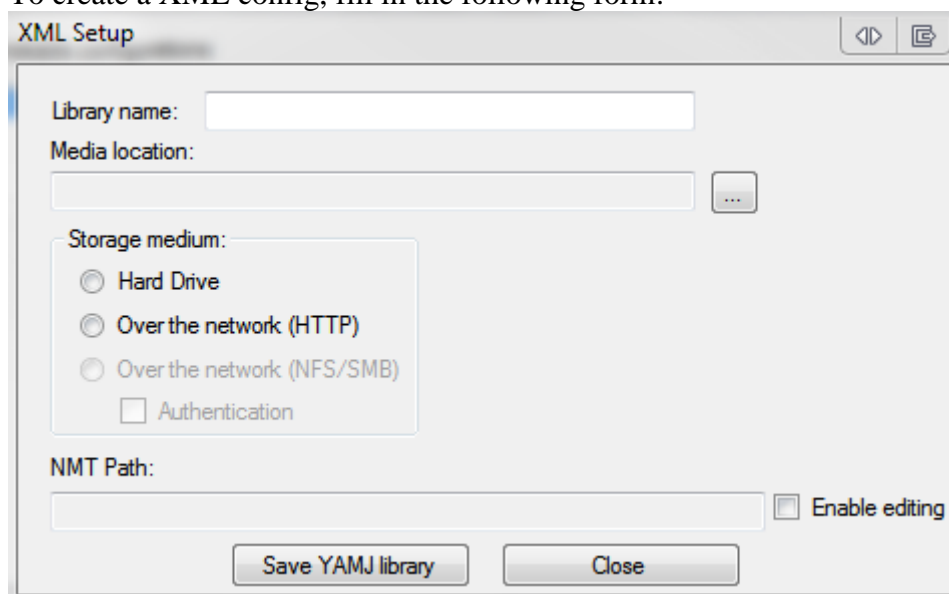 To create a XML config, fill in the following form:
XML Setup
Library name:
Media location:
...
Storage medium:
Hard Drive
Over the network (HTTP)
Over the network (NFS/SMB)
Authentication
NMT Path:
Enable editing
Save YAMJ library Close